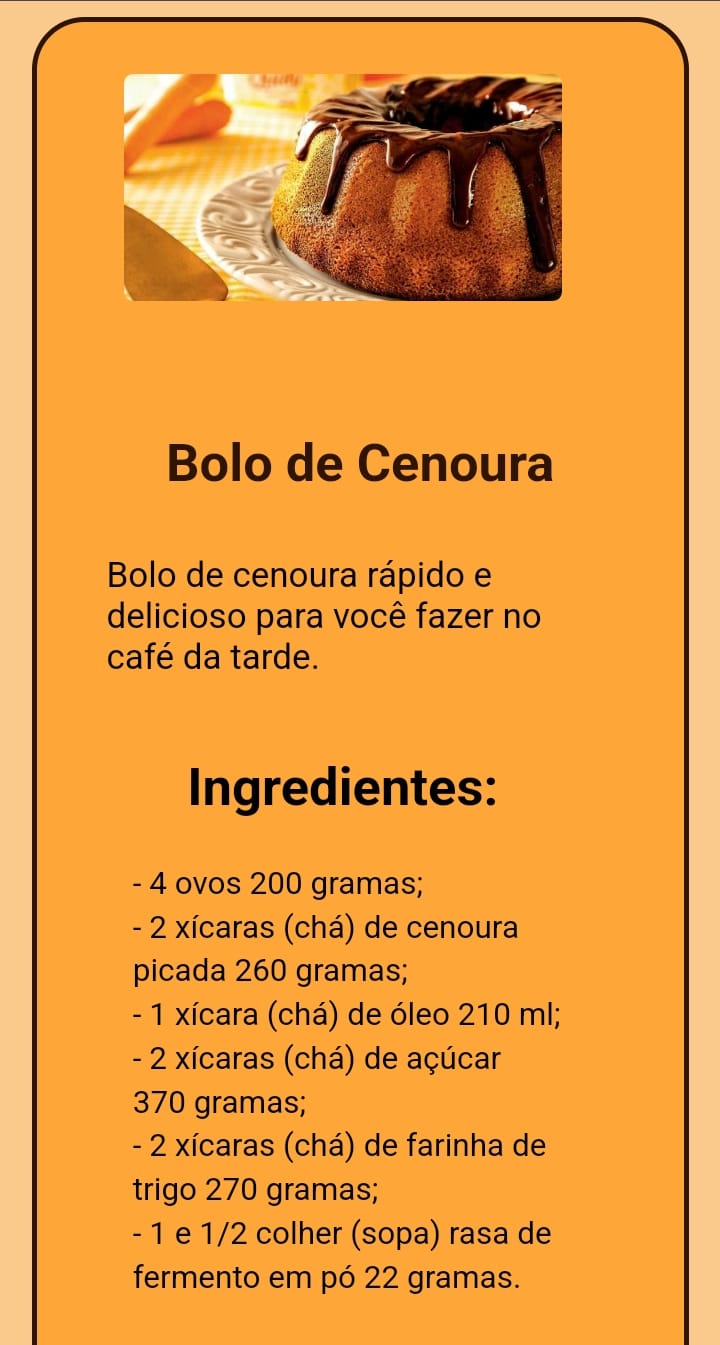 Bolo de Cenoura
Bolo de cenoura rápido e
delicioso para você fazer no
café da tarde.
Ingredientes:
- 4 ovos 200 gramas;
- 2 xícaras (chá) de cenoura
picada 260 gramas;
- 1 xícara (chá) de óleo 210 ml;
- 2 xícaras (chá) de açúcar
370 gramas;
- 2 xícaras (chá) de farinha de
trigo 270 gramas;
- 1 e 1/2 colher (sopa) rasa de
fermento em pó 22 gramas.